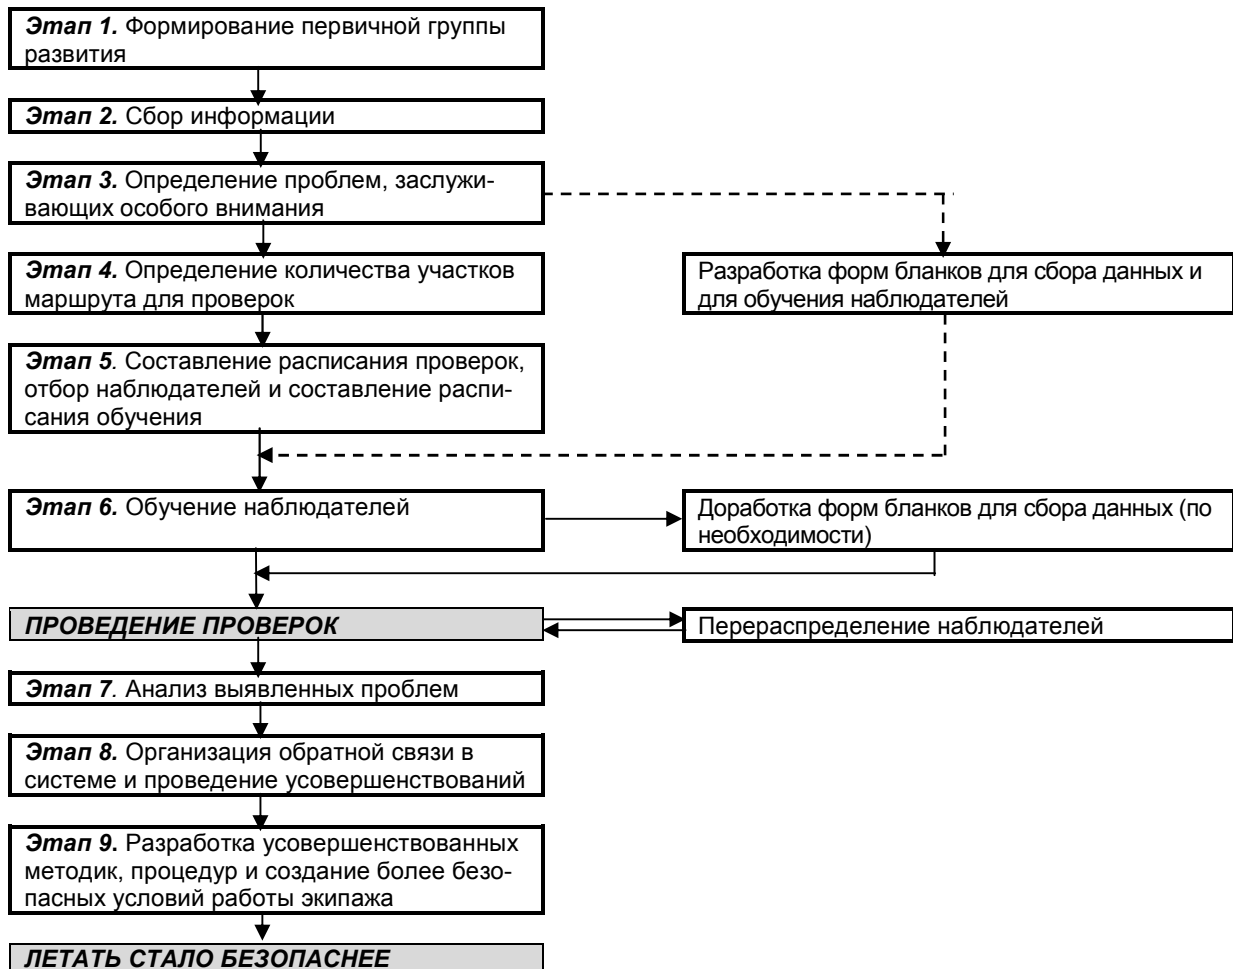 Этап 1. Формирование первичной группы
развития
Этап 2. Сбор информации
Этап 3. Определение проблем, заслужи-
вающих особого внимания
Этап 4. Определение количества участков
маршрута для проверок
Разработка форм бланков для сбора данных и
для обучения наблюдателей
Этап 5. Составление расписания проверок,
отбор наблюдателей и составление распи-
сания обучения
Этап 6. Обучение наблюдателей
Доработка форм бланков для сбора данных (по
необходимости)
ПРОВЕДЕНИЕ ПРОВЕРОК
Перераспределение наблюдателей
Этап 7. Анализ выявленных проблем
Этап 8. Организация обратной связи в
системе и проведение усовершенствований
Этап 9. Разработка усовершенствованных
методик, процедур и создание более безо-
пасных условий работы экипажа
ЛЕТАТЬ СТАЛО БЕЗОПАСНЕЕ